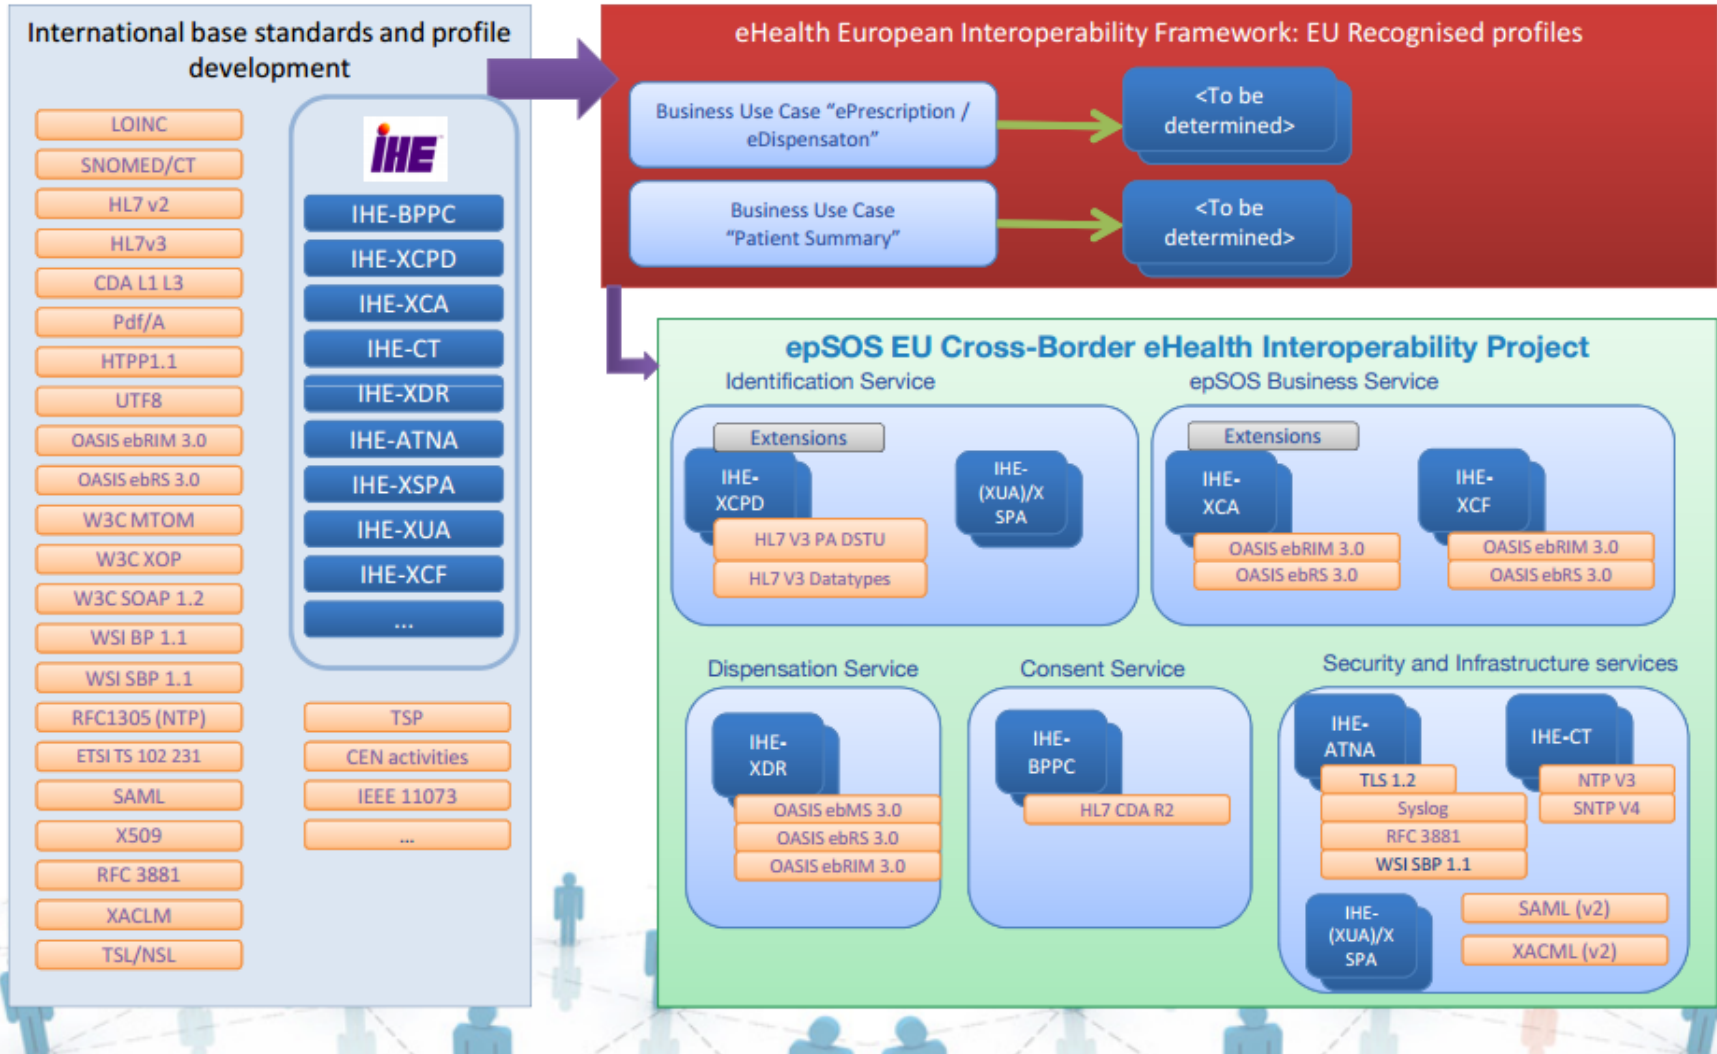 International base standards and profile
development
LOINC
SNOMED/CT
HL7 v2
HL7v3
CDA L1 L3
Pdf/A
HTPP1.1
UTF8
OASIS ebRIM 3.0
OASIS ebRS 3.0
W3C MTOM
W3C XOP
W3C SOAP 1.2
WSI BP 1.1
WSI SBP 1.1
RFC1305 (NTP)
ETSI TS 102 231
SAML
X509
RFC 3881
XACLM
TSL/NSL
IHE
IHE-BPPC
IHE-XCPD
IHE-XCA
IHE-CT
IHE-XDR
IHE-ATNA
IHE-XSPA
IHE-XUA
IHE-XCF
...
TSP
CEN activities
IEEE 11073
...
eHealth European Interoperability Framework: EU Recognised profiles
Business Use Case “ePrescription /
eDispensaton”
<To be
determined>
Business Use Case
“Patient Summary”
<To be
determined>
epSOS EU Cross-Border eHealth Interoperability Project
Identification Service
Extensions
IHE-
XCPD
HL7 V3 PA DSTU
HL7 V3 Datatypes
IHE-
(XUA)/X
SPA
epSOS Business Service
Extensions
IHE-
XCA
OASIS ebRIM 3.0
OASIS ebRS 3.0
IHE-
XCF
OASIS ebRIM 3.0
OASIS ebRS 3.0
Dispensation Service
IHE-
XDR
OASIS ebMS 3.0
OASIS ebRS 3.0
OASIS ebRIM 3.0
Consent Service
IHE-
BPPC
HL7 CDA R2
Security and Infrastructure services
IHE-
ATNA
TLS 1.2
Syslog
RFC 3881
WSI SBP 1.1
IHE-CT
NTP V3
SNTP V4
IHE-
(XUA)/X
SPA
SAML (v2)
XACML (v2)